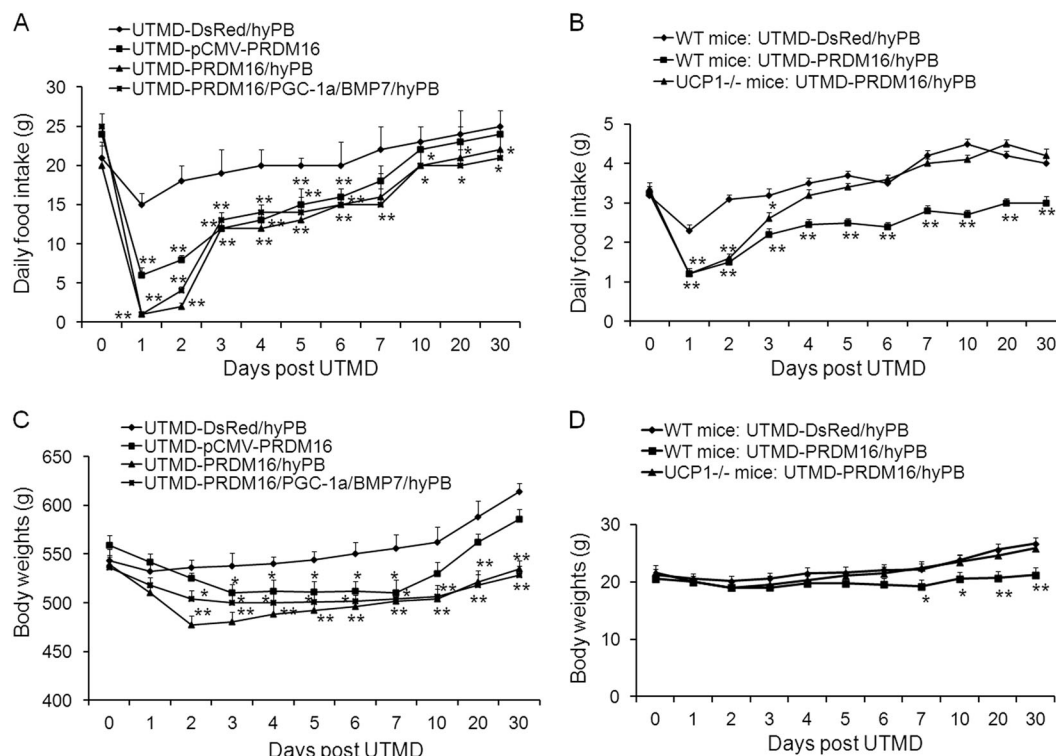 A
UTMD-DsRed/hyPB
UTMD-pCMV-PRDM16
UTMD-PRDM16/hyPB
UTMD-PRDM16/PGC-1a/BMP7/hyPB
Daily food intake (g)
30
25
20
15
10
5
0
0 1 2 3 4 5 6 7 10 20 30
Days post UTMD
** ** ** ** ** ** ** ** ** ** ** ** ** ** ** ** ** ** ** * * * * * *
B
WT mice: UTMD-DsRed/hyPB
WT mice: UTMD-PRDM16/hyPB
UCP1-/- mice: UTMD-PRDM16/hyPB
Daily food intake (g)
5
4
3
2
1
0
0 1 2 3 4 5 6 7 10 20 30
Days post UTMD
** ** ** ** * ** ** ** ** ** ** ** **
C
UTMD-DsRed/hyPB
UTMD-pCMV-PRDM16
UTMD-PRDM16/hyPB
UTMD-PRDM16/PGC-1a/BMP7/hyPB
Body weights (g)
600
550
500
450
400
0 1 2 3 4 5 6 7 10 20 30
Days post UTMD
* * * * * * * * * * ** ** ** ** ** ** ** ** ** ** ** **
D
WT mice: UTMD-DsRed/hyPB
WT mice: UTMD-PRDM16/hyPB
UCP1-/- mice: UTMD-PRDM16/hyPB
Body weights (g)
30
20
10
0
0 1 2 3 4 5 6 7 10 20 30
Days post UTMD
* * ** **